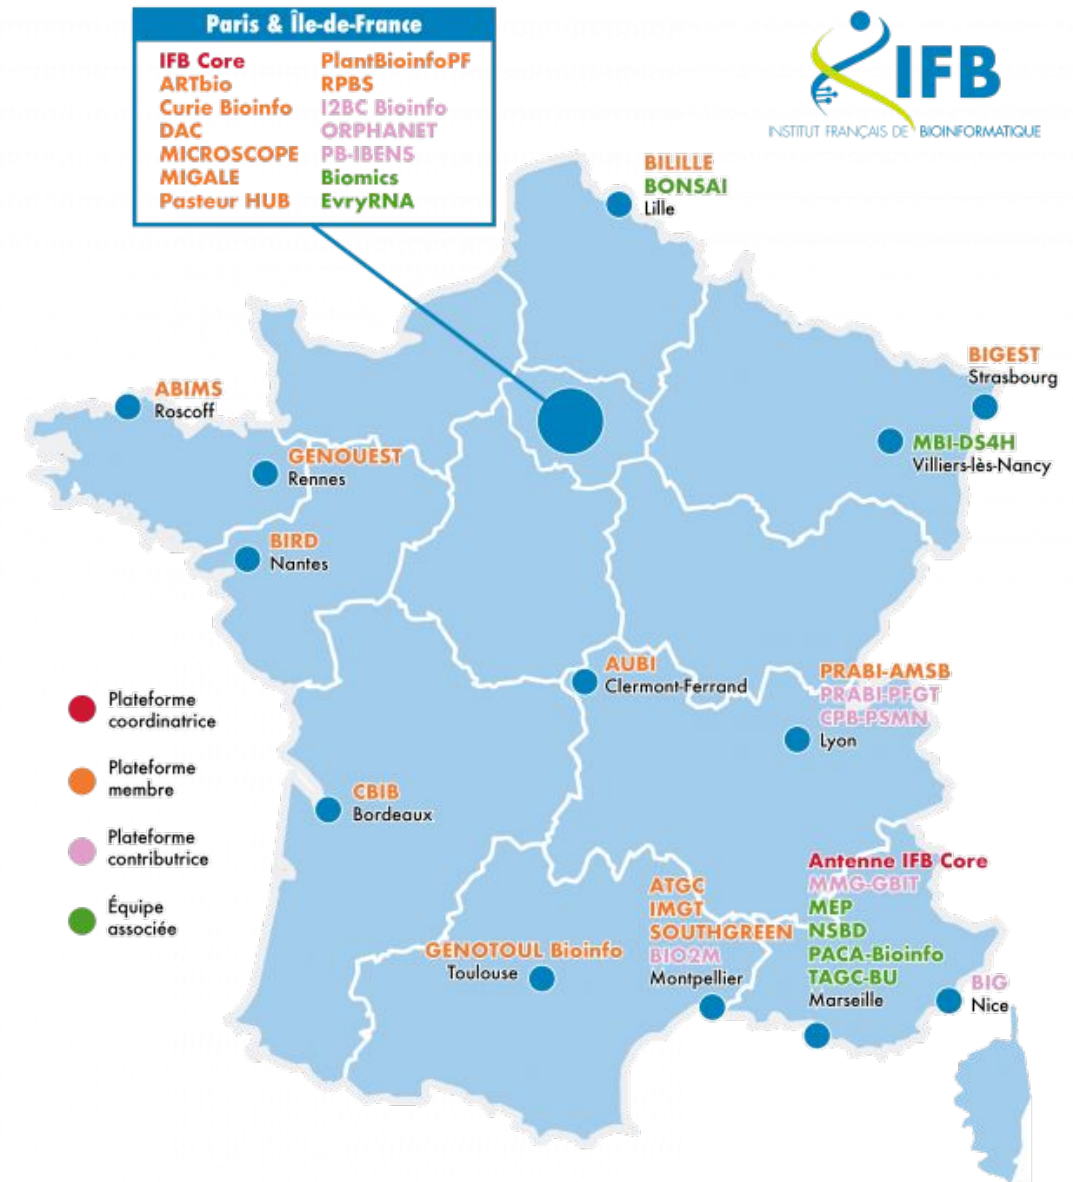 Paris & Île-de-France
IFB Core
ARTbio
Curie Bioinfo
DAC
MICROSCOPE
MIGALE
Pasteur HUB
PlantBioinfoPF
RPBS
I2BC Bioinfo
ORPHANET
PB-IBENS
Biomics
EvryRNA
IFB
INSTITUT FRANÇAIS DE BIOINFORMATIQUE
BILILLE
BONSAI
Lille
BIGEST
Strasbourg
ABIMS
Roscoff
MBI-DS4H
Villiers-lès-Nancy
GENOUEST
Rennes
BIRD
Nantes
AUBI
Clermont-Ferrand
PRABI-AMSB
PRABI-PFGT
CPB-PSMN
Lyon
Plateforme
coordinatrice
Plateforme
membre
Plateforme
contributrice
Équipe
associée
CBIB
Bordeaux
Antenne IFB Core
MMG-GBIT
MEP
NSBD
PACA-Bioinfo
TAGC-BU
Marseille
ATGC
IMGT
SOUTHGREEN
BIO2M
Montpellier
GENOTOUL Bioinfo
Toulouse
BIG
Nice